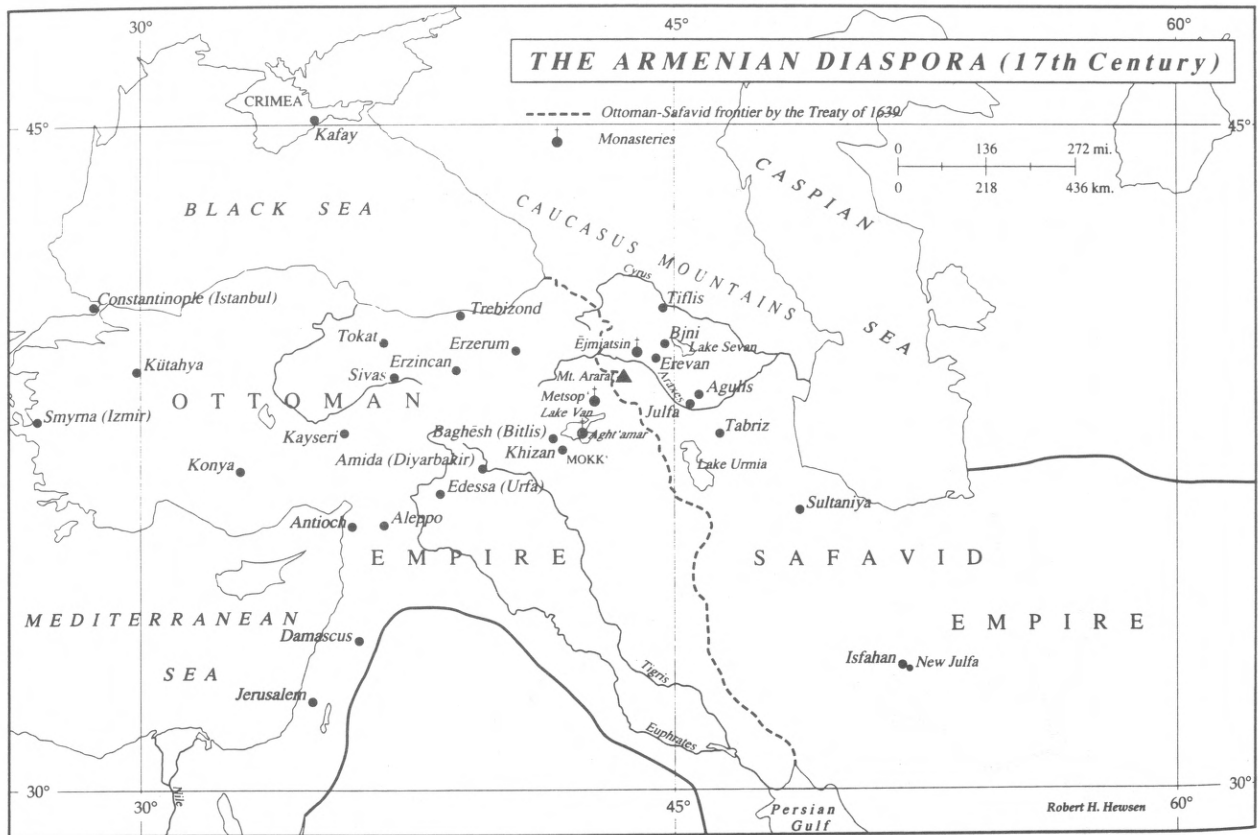 30°
45°
60°
THE ARMENIAN DIASPORA (17th Century)
Ottoman-Safavid frontier by the Treaty of 1639
Monasteries
0 136 272 mi.
0 218 436 km.
45°
45°
CRIMEA
Kafay
BLACK SEA
CASPIAN
SEA
CAUCASUS MOUNTAINS
Cyrus
Tiflis
Constantinople (Istanbul)
Trebizond
Tokat
Erzerum
Ējmiatsin
Bjni
Lake Sevan
Erevan
Kütahya
Erzincan
Sivas
Mt. Ararat
Arakes
Agulis
Metsop'
Julfa
OTTOMAN
Lake Van
Smyrna (Izmir)
Kayseri
Baghēsh (Bitlis)
Aght'amar
Tabriz
Khizan
MOKK'
Konya
Amida (Diyarbakir)
Lake Urmia
Edessa (Urfa)
Sultaniya
Antioch
Aleppo
EMPIRE
SAFAVID
EMPIRE
MEDITERRANEAN
SEA
Damascus
Isfahan
New Julfa
Tigris
Jerusalem
Euphrates
Nile
30°
30°
30°
45°
60°
Persian
Gulf
Robert H. Hewsen